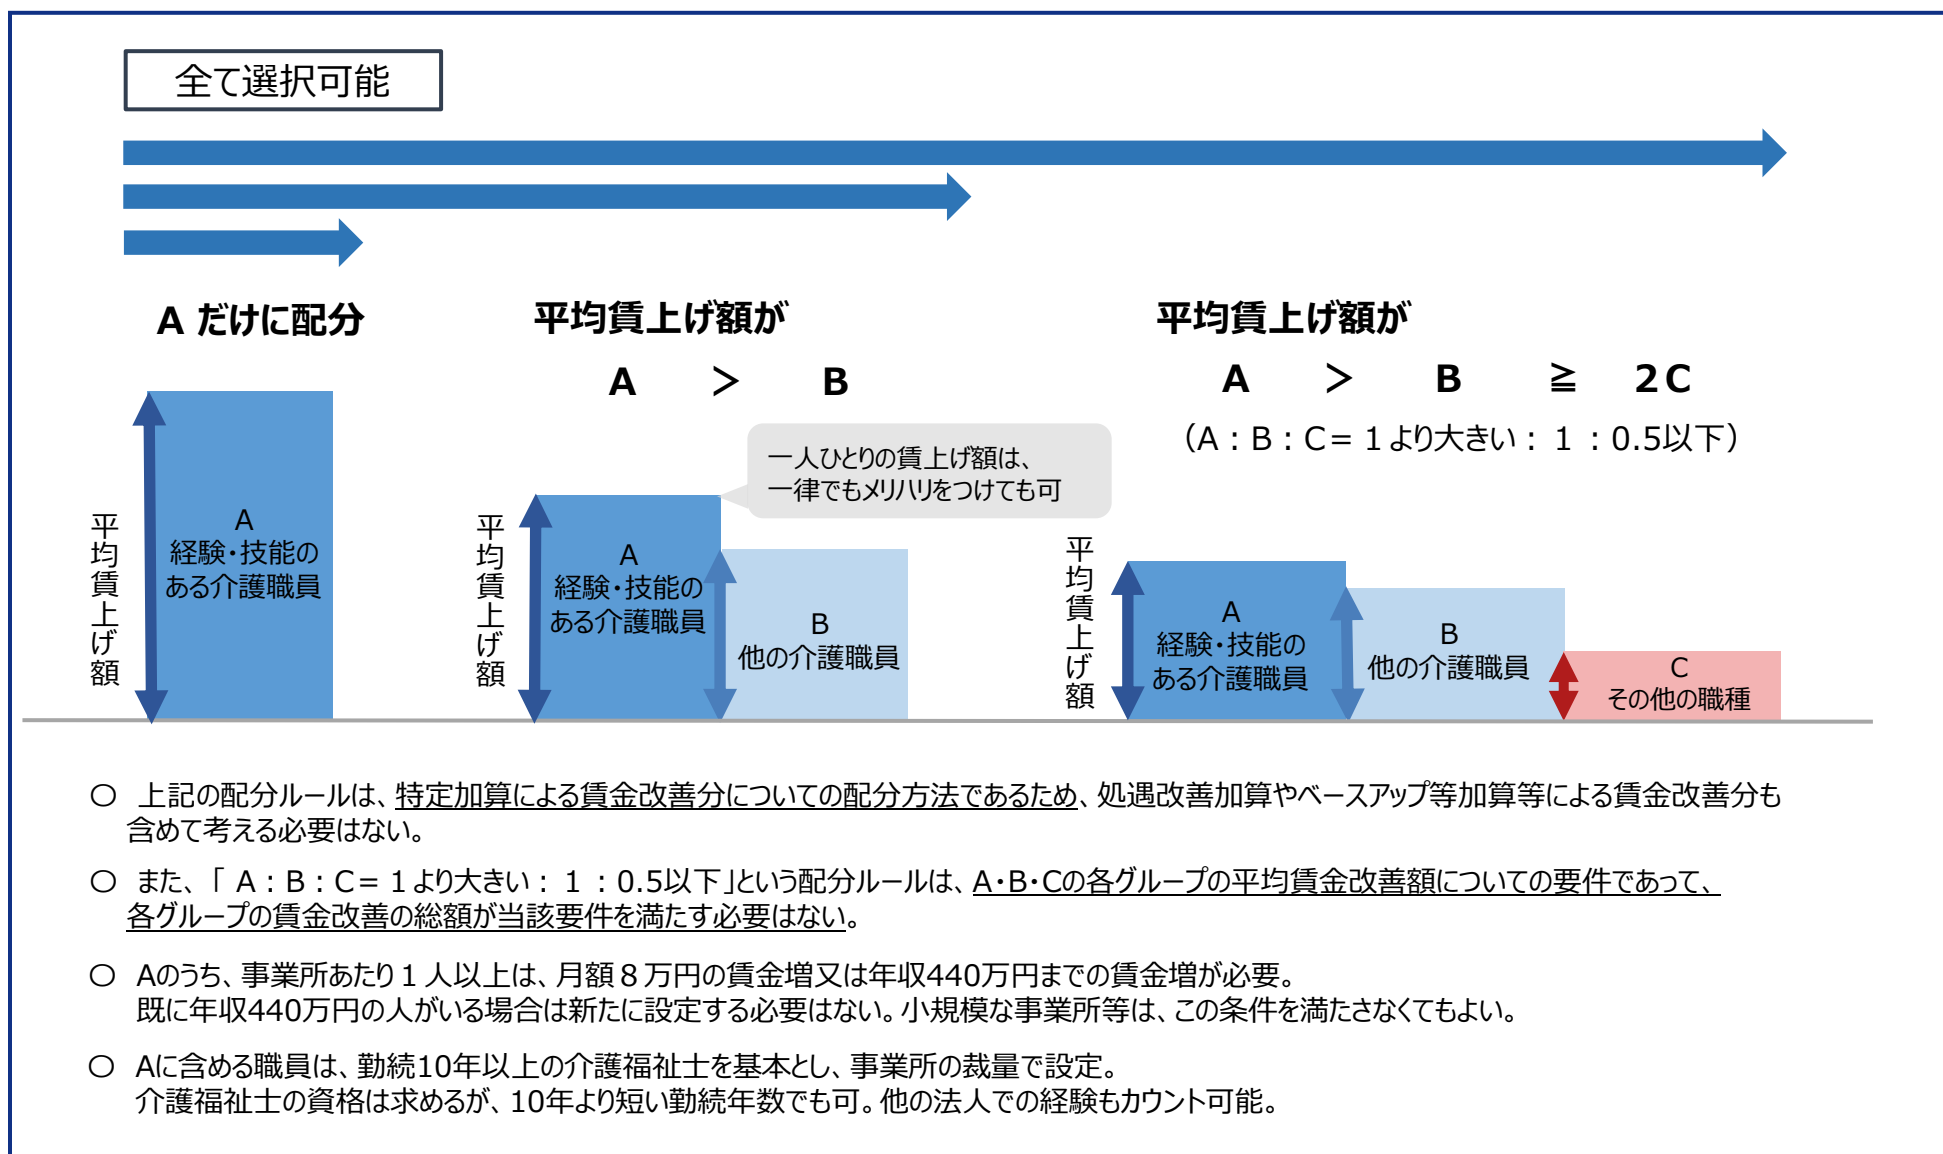 全て選択可能
A だけに配分
平均賃上げ額が
A ＞ B
平均賃上げ額が
A ＞ B ≧ 2C
（A：B：C=１より大きい：１：0.5以下）
一人ひとりの賃上げ額は、
一律でもメリハリをつけても可
平均賃上げ額
A
経験・技能の
ある介護職員
平均賃上げ額
A
経験・技能の
ある介護職員
B
他の介護職員
平均賃上げ額
A
経験・技能の
ある介護職員
B
他の介護職員
C
その他の職種
○ 上記の配分ルールは、特定加算による賃金改善分についての配分方法であるため、処遇改善加算やベースアップ等加算等による賃金改善分も
含めて考える必要はない。
○ また、「 A：B：C=１より大きい：１：0.5以下」という配分ルールは、A・B・Cの各グループの平均賃金改善額についての要件であって、
各グループの賃金改善の総額が当該要件を満たす必要はない。
○ Aのうち、事業所あたり１人以上は、月額８万円の賃金増又は年収440万円までの賃金増が必要。
既に年収440万円の人がいる場合は新たに設定する必要はない。小規模な事業所等は、この条件を満たさなくてもよい。
○ Aに含める職員は、勤続10年以上の介護福祉士を基本とし、事業所の裁量で設定。
介護福祉士の資格は求めるが、10年より短い勤続年数でも可。他の法人での経験もカウント可能。